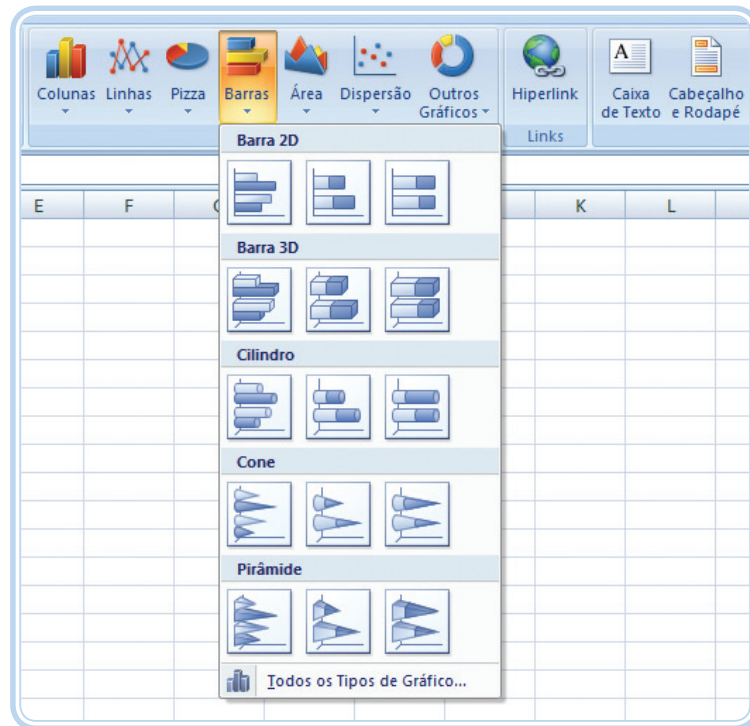 Colunas Linhas Pizza Barras Área Dispersão Outros Gráficos Hiperlink Caixa de Texto Cabeçalho e Rodapé
Links
Barra 2D
E F K L
Barra 3D
Cilindro
Cone
Pirâmide
Todos os Tipos de Gráfico...